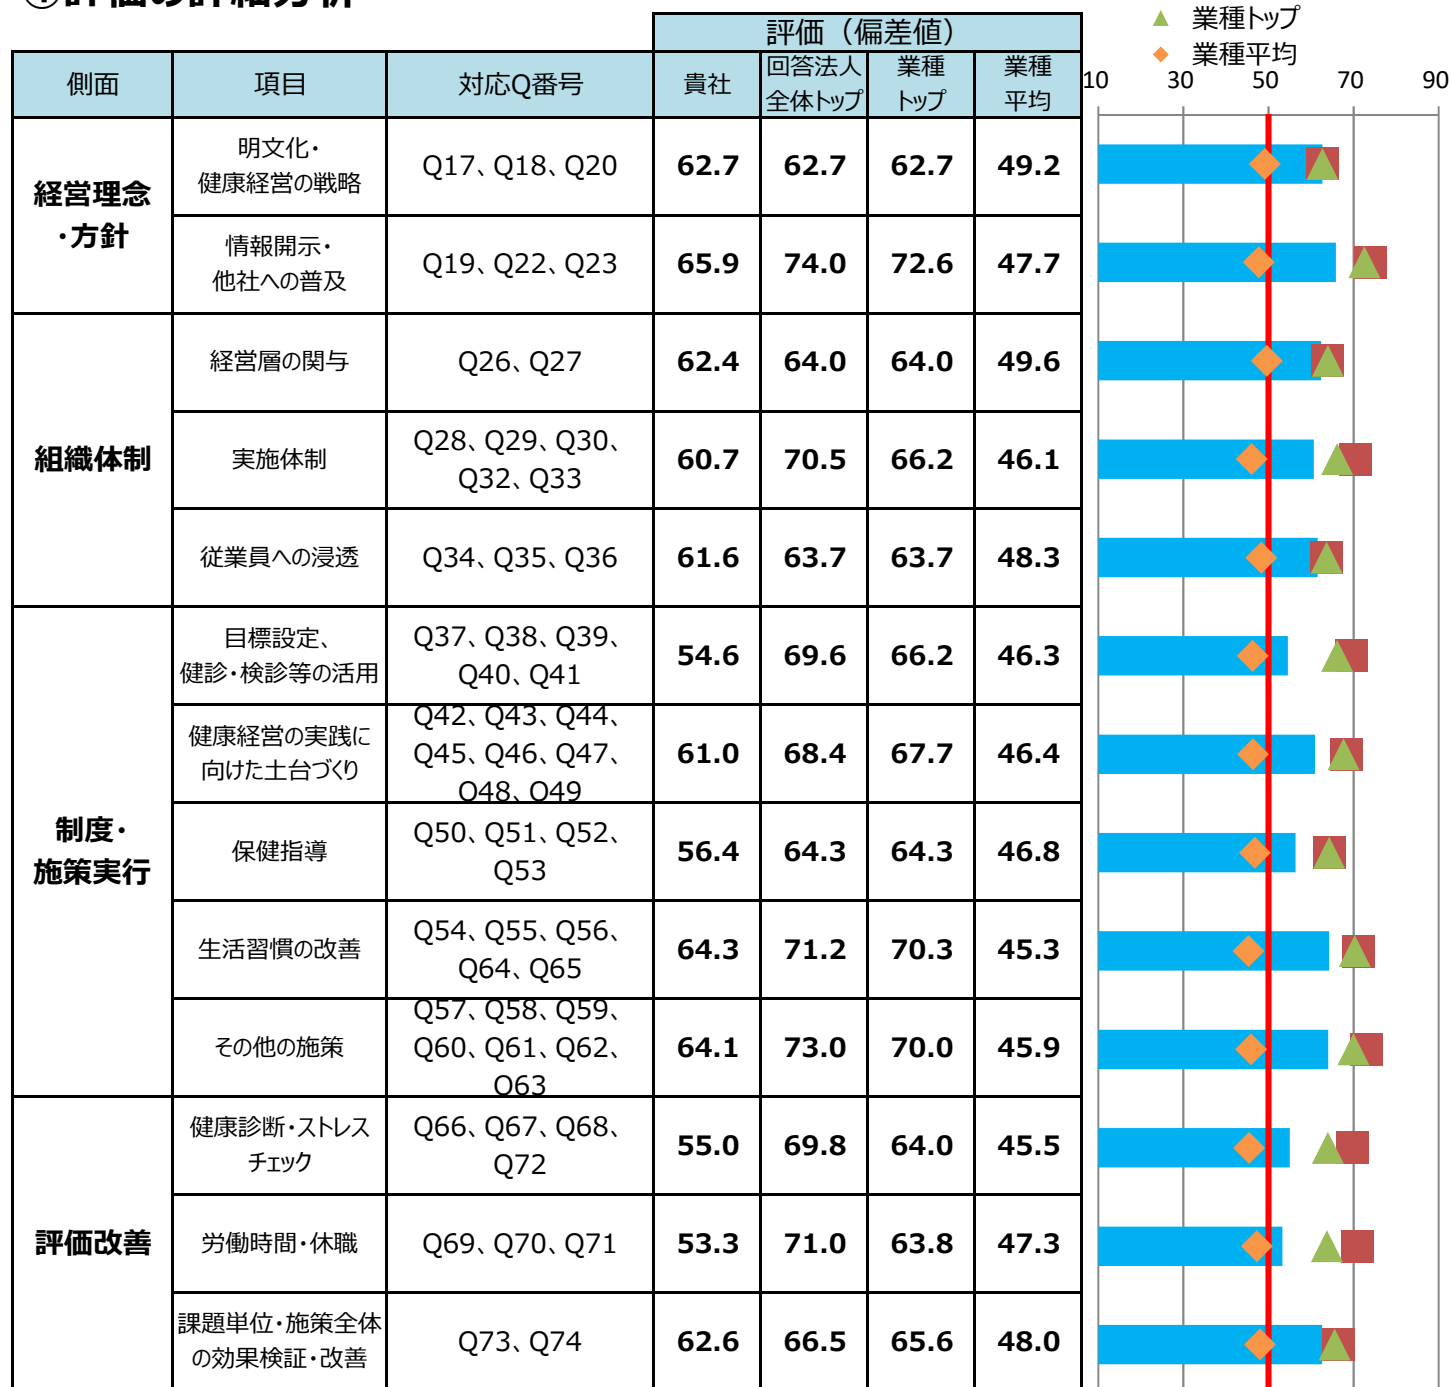 ①評価の詳細分析
評価（偏差値）
側面 項目 対応Q番号 貴社 回答法人 業種 業種
全体トップ トップ 平均
▲ 業種トップ
◆ 業種平均
10 30 50 70 90
経営理念
・方針
明文化・
健康経営の戦略
Q17、Q18、Q20 62.7 62.7 62.7 49.2
情報開示・
他社への普及
Q19、Q22、Q23 65.9 74.0 72.6 47.7
組織体制
経営層の関与 Q26、Q27 62.4 64.0 64.0 49.6
実施体制
Q28、Q29、Q30、
Q32、Q33
60.7 70.5 66.2 46.1
従業員への浸透 Q34、Q35、Q36 61.6 63.7 63.7 48.3
制度・
施策実行
目標設定、
健診・検診等の活用
Q37、Q38、Q39、
Q40、Q41
54.6 69.6 66.2 46.3
健康経営の実践に
向けた土台づくり
Q42、Q43、Q44、
Q45、Q46、Q47、
Q48、Q49
61.0 68.4 67.7 46.4
保健指導
Q50、Q51、Q52、
Q53
56.4 64.3 64.3 46.8
生活習慣の改善
Q54、Q55、Q56、
Q64、Q65
64.3 71.2 70.3 45.3
その他の施策
Q57、Q58、Q59、
Q60、Q61、Q62、
Q63
64.1 73.0 70.0 45.9
評価改善
健康診断・ストレス
チェック
Q66、Q67、Q68、
Q72
55.0 69.8 64.0 45.5
労働時間・休職 Q69、Q70、Q71 53.3 71.0 63.8 47.3
課題単位・施策全体
の効果検証・改善
Q73、Q74 62.6 66.5 65.6 48.0